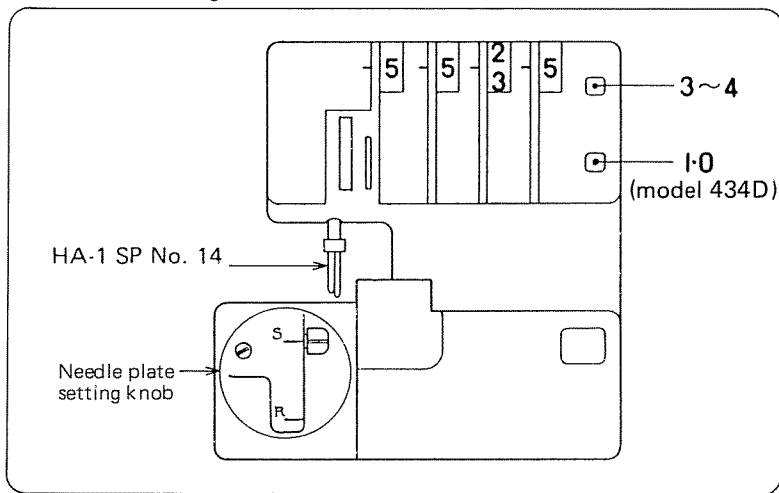 5 5 2 5
3
3~4
1·0
(model 434D)
HA-1 SP No. 14
S
Needle plate
setting knob
R